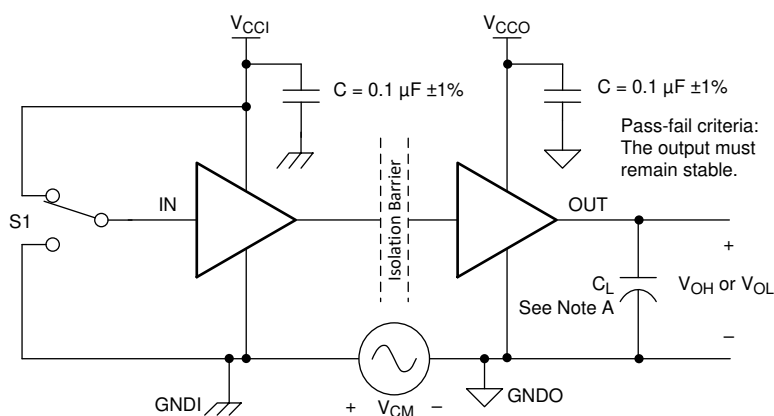 V_CCI
V_CCO
C = 0.1 µF ±1%
C = 0.1 µF ±1%
Pass-fail criteria:
The output must
remain stable.
IN
Isolation Barrier
OUT
S1
C_L
See Note A
+
V_OH or V_OL
–
GNDI
+ V_CM –
GNDO